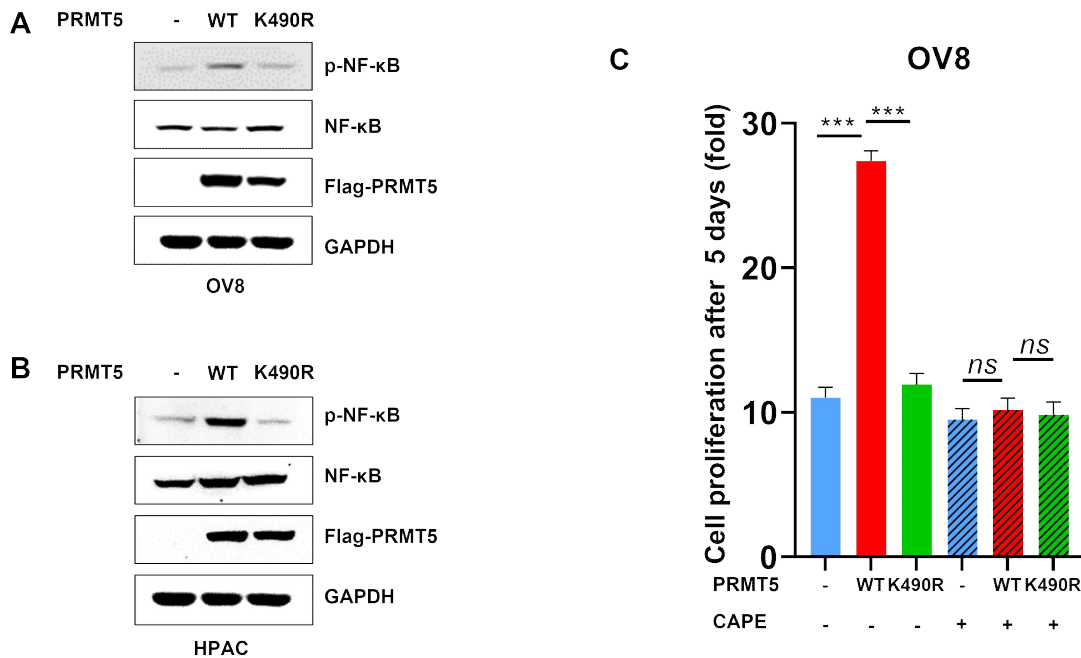 A
PRMT5 - WT K490R
p-NF-κB
NF-κB
Flag-PRMT5
GAPDH
OV8
B
PRMT5 - WT K490R
p-NF-κB
NF-κB
Flag-PRMT5
GAPDH
HPAC
C
OV8
Cell proliferation after 5 days (fold)
30
20
10
0
*** ***
ns ns
PRMT5 - WT K490R - WT K490R
CAPE - - - + + +